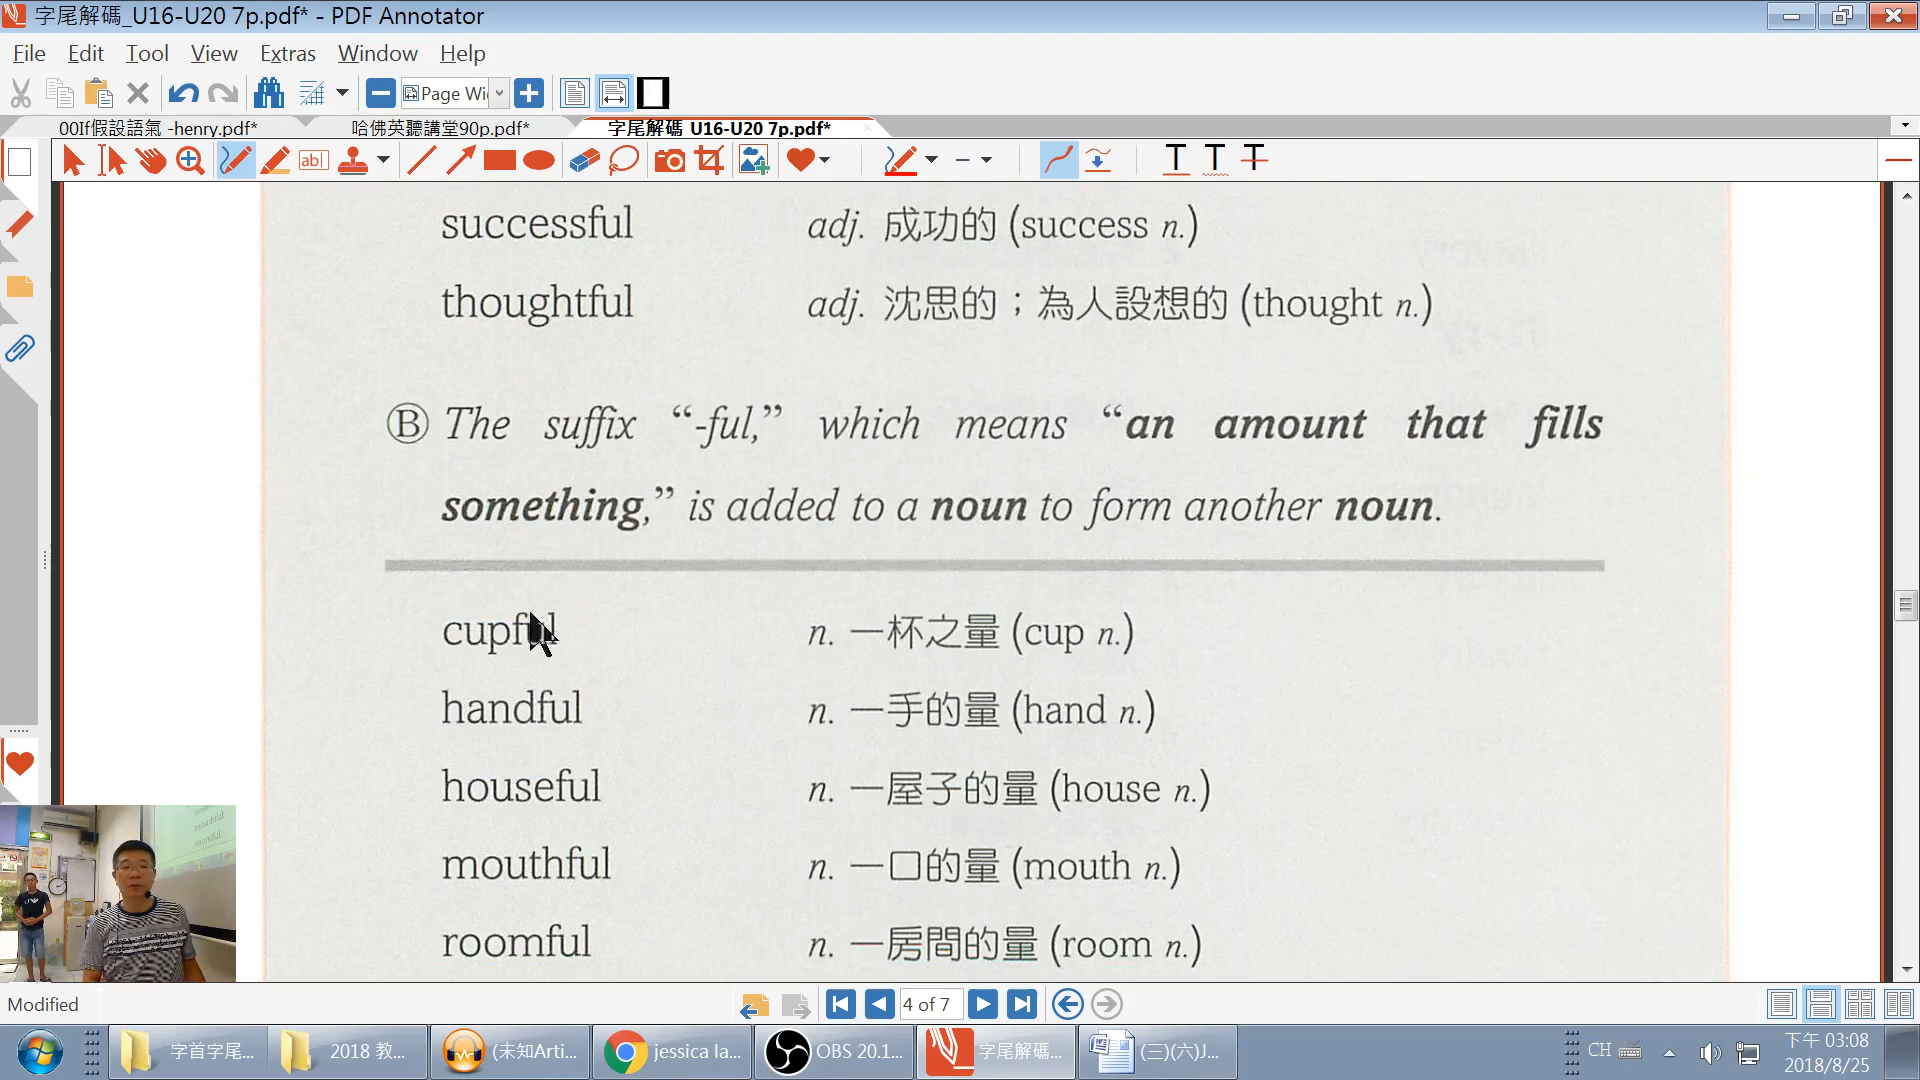 字尾解碼_U16-U20 7p.pdf* - PDF Annotator
File Edit Tool View Extras Window Help
Page Wi
00If假設語氣 -henry.pdf* 哈佛英聽講堂90p.pdf* 字尾解碼 U16-U20 7p.pdf*
ab
T T T
successful adj. 成功的 (success n.)
thoughtful adj. 沈思的；為人設想的 (thought n.)
Ⓑ The suffix “-ful,” which means “an amount that fills
something,” is added to a noun to form another noun.
cupful n. 一杯之量 (cup n.)
handful n. 一手的量 (hand n.)
houseful n. 一屋子的量 (house n.)
mouthful n. 一口的量 (mouth n.)
roomful n. 一房間的量 (room n.)
Modified 4 of 7
字首字尾... 2018 教... (未知Arti... jessica la... OBS 20.1... 字尾解碼... (三)(六)J... CH 下午 03:08
2018/8/25